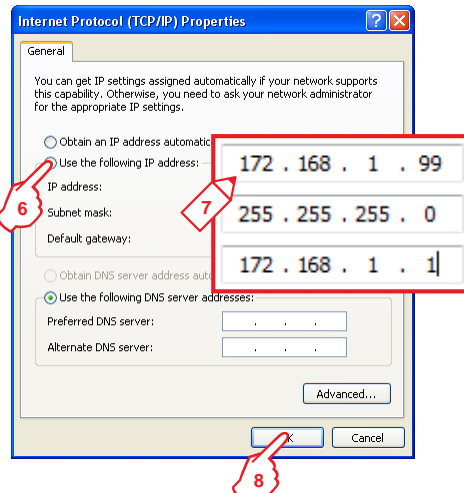 Internet Protocol (TCP/IP) Properties
General
You can get IP settings assigned automatically if your network supports
this capability. Otherwise, you need to ask your network administrator
for the appropriate IP settings.
Obtain an IP address
Use the following IP address:
6
IP address:
172 . 168 . 1 . 99
7
Subnet mask:
255 . 255 . 255 . 0
Default gateway:
172 . 168 . 1 . 1
Obtain DNS server address
Use the following DNS server addresses:
Preferred DNS server:
. . .
Alternate DNS server:
. . .
Advanced...
Cancel
8